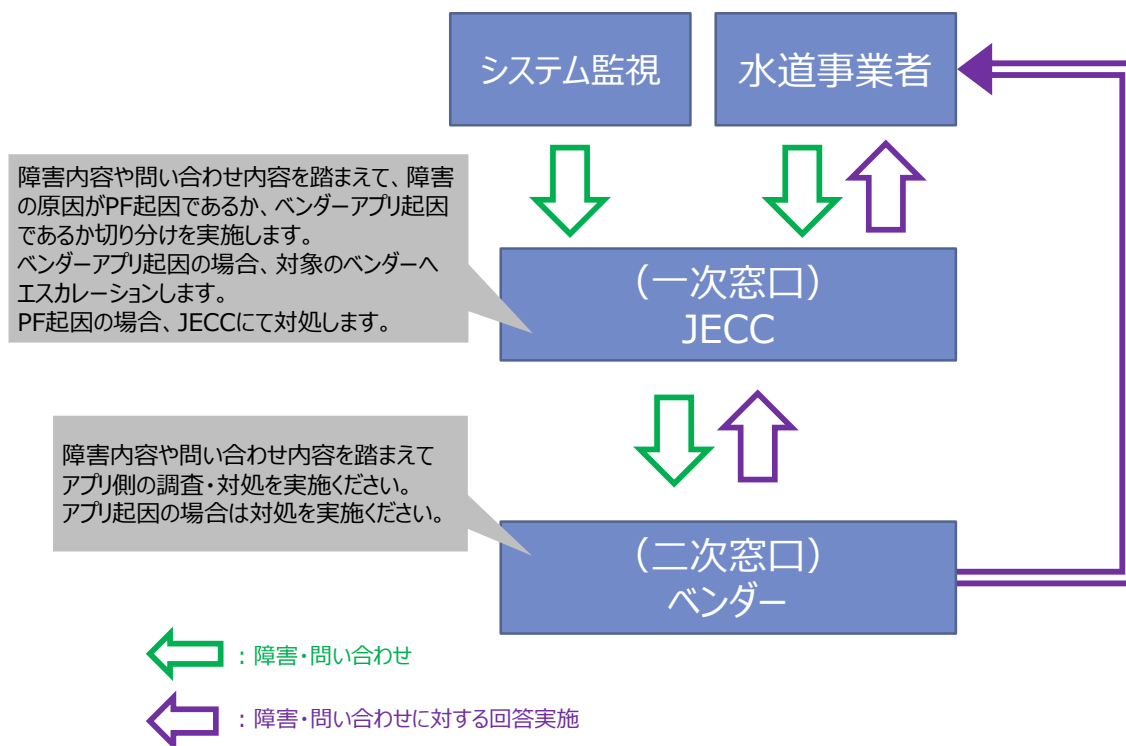 システム監視
水道事業者
障害内容や問い合わせ内容を踏まえて、障害
の原因がPF起因であるか、ベンダーアプリ起因
であるか切り分けを実施します。
ベンダーアプリ起因の場合、対象のベンダーへ
エスカレーションします。
PF起因の場合、JECCにて対処します。
（一次窓口）
JECC
障害内容や問い合わせ内容を踏まえて
アプリ側の調査・対処を実施ください。
アプリ起因の場合は対処を実施ください。
（二次窓口）
ベンダー
：障害・問い合わせ
：障害・問い合わせに対する回答実施